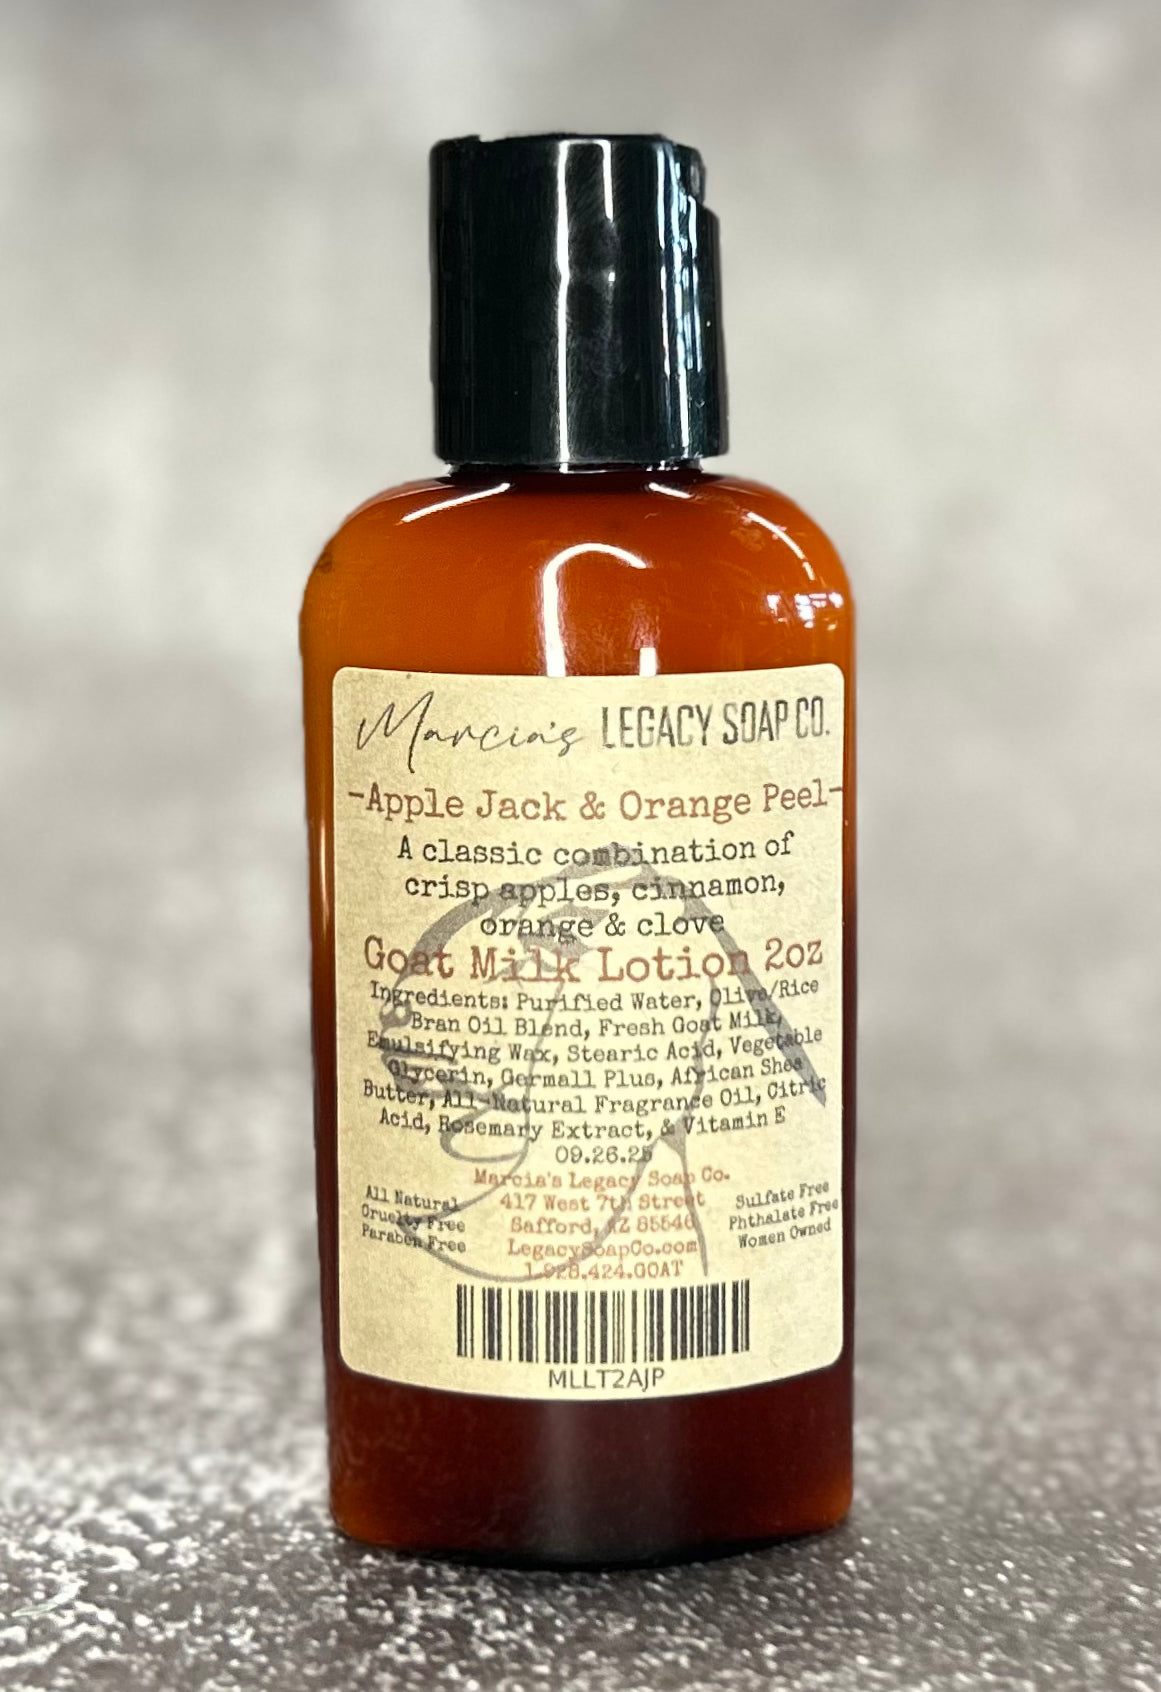 Marcia's LEGACY SOAP CO.
-Apple Jack & Orange Peel-
A classic combination of
crisp apples, cinnamon,
orange & clove
Goat Milk Lotion 2oz
Ingredients: Purified Water, Olive/Rice
Bran Oil Blend, Fresh Goat Milk,
Emulsifying Wax, Stearic Acid, Vegetable
Glycerin, Germall Plus, African Shea
Butter, All-Natural Fragrance Oil, Citric
Acid, Rosemary Extract, & Vitamin E
09.26.25
Marcia's Legacy Soap Co.
417 West 7th Street
Safford, AZ 85546
LegacySoapCo.com
1.928.424.GOAT
All Natural
Cruelty Free
Paraben Free
Sulfate Free
Phthalate Free
Women Owned
MLLT2AJP